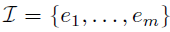 ℐ = {e₁, . . . , eₘ}